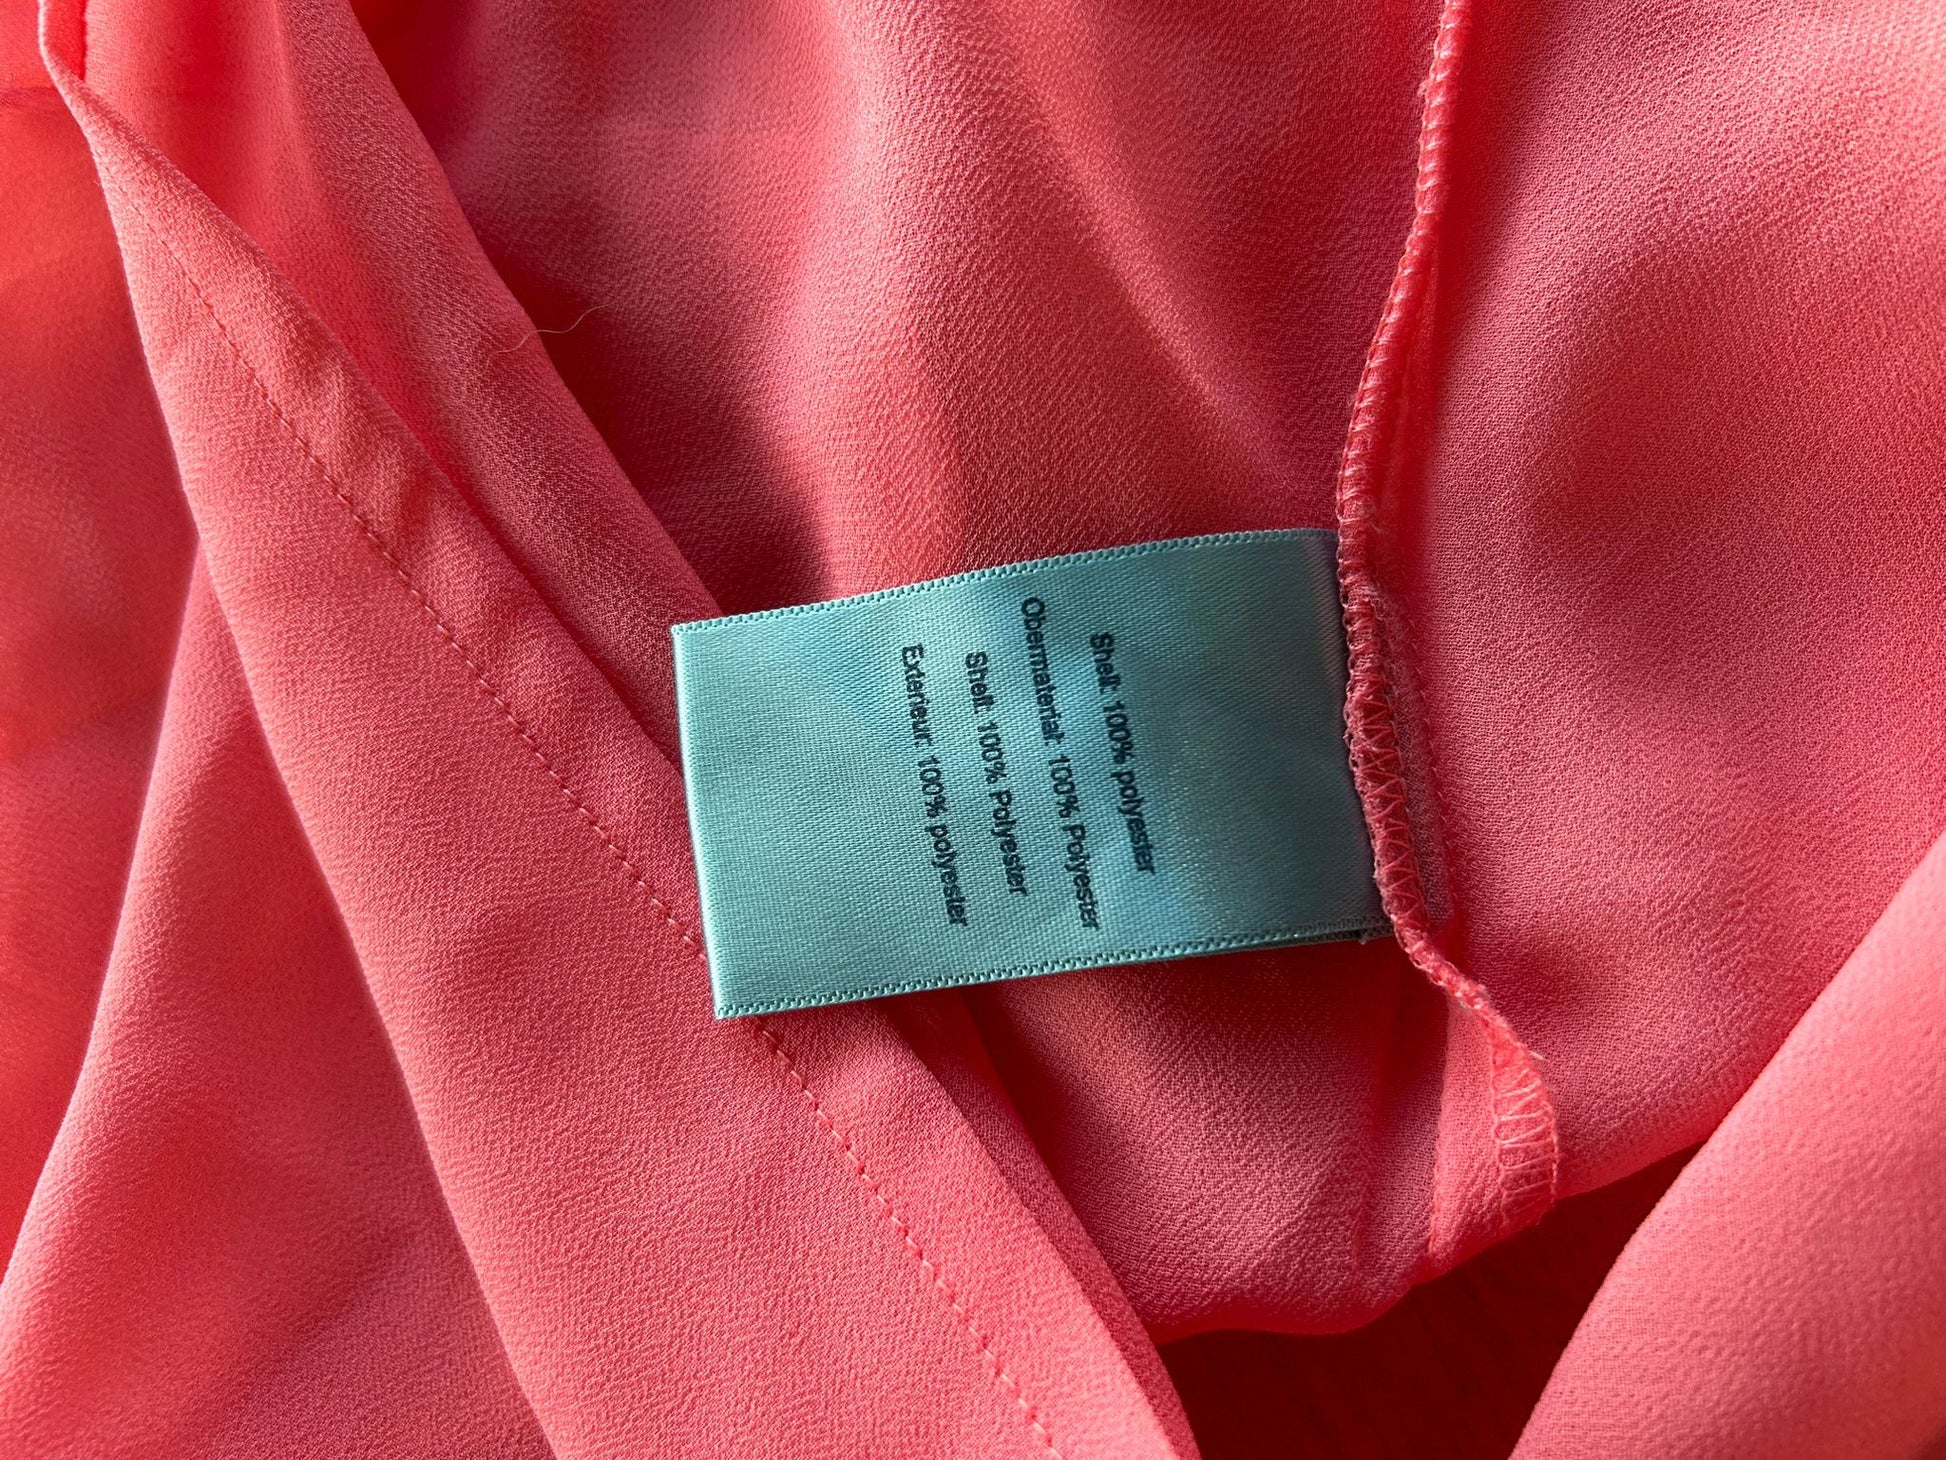 Shell: 100% polyester
Obermaterial: 100% Polyester
Shell: 100% Polyester
Exterieur: 100% polyester